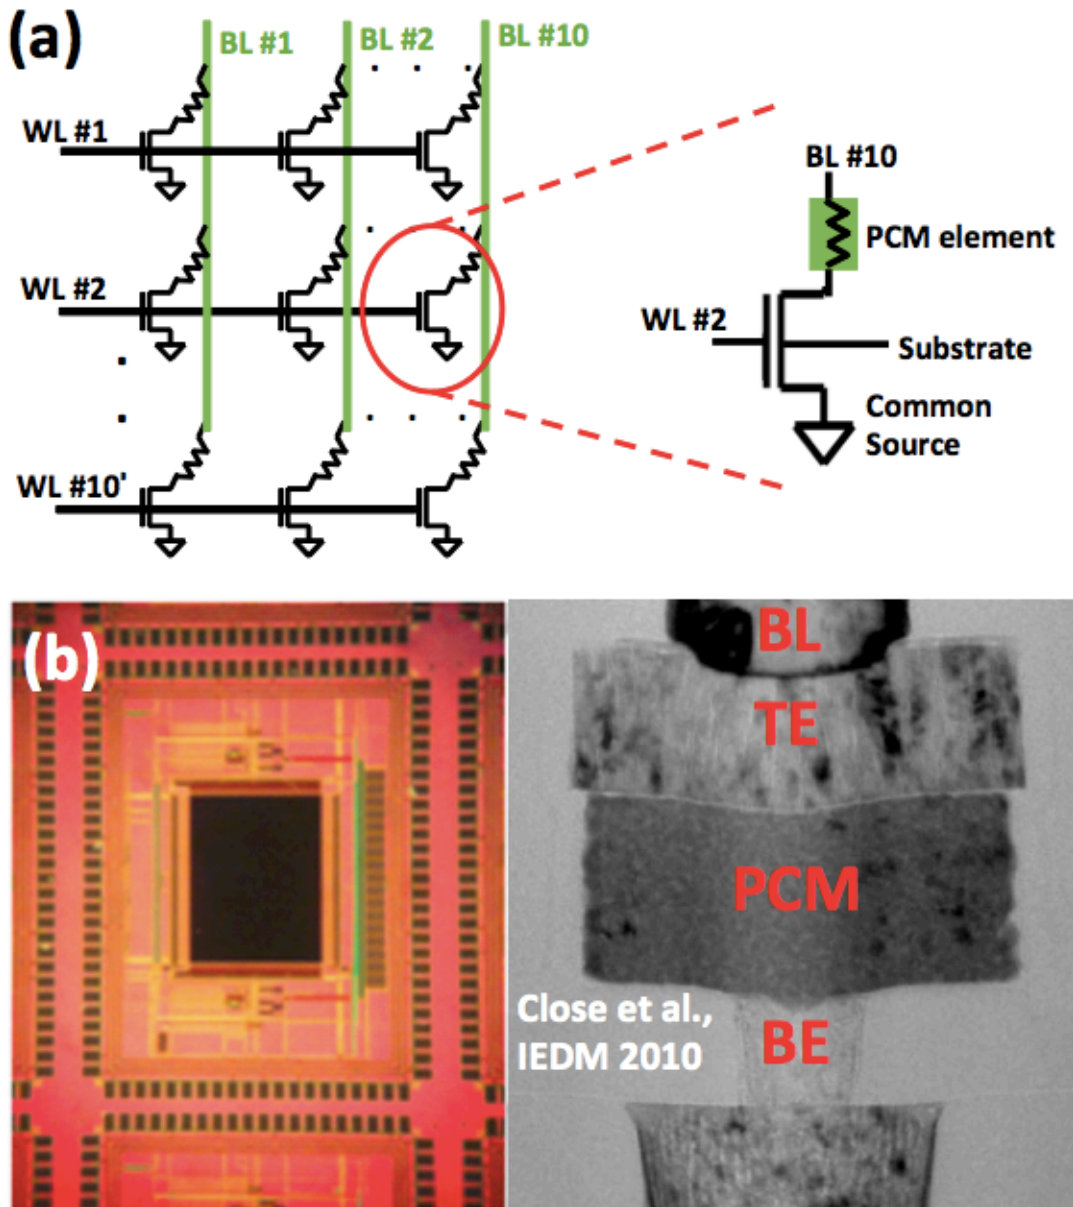 (a)
BL #1
BL #2
BL #10
WL #1
WL #2
WL #10'
BL #10
PCM element
WL #2
Substrate
Common
Source
(b)
BL
TE
PCM
Close et al.,
IEDM 2010
BE